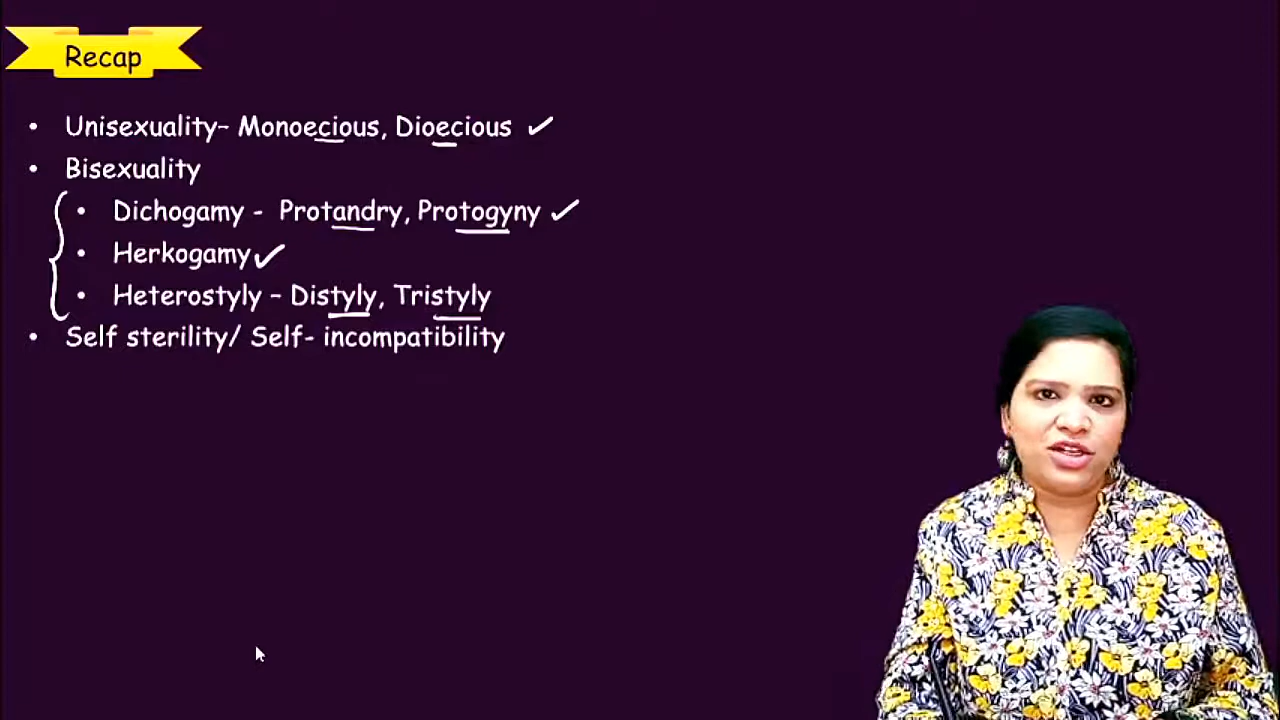 Recap
• Unisexuality- Monoecious, Dioecious ✓
• Bisexuality
• Dichogamy - Protandry, Protogyny ✓
• Herkogamy ✓
• Heterostyly - Distyly, Tristyly
• Self sterility/ Self- incompatibility